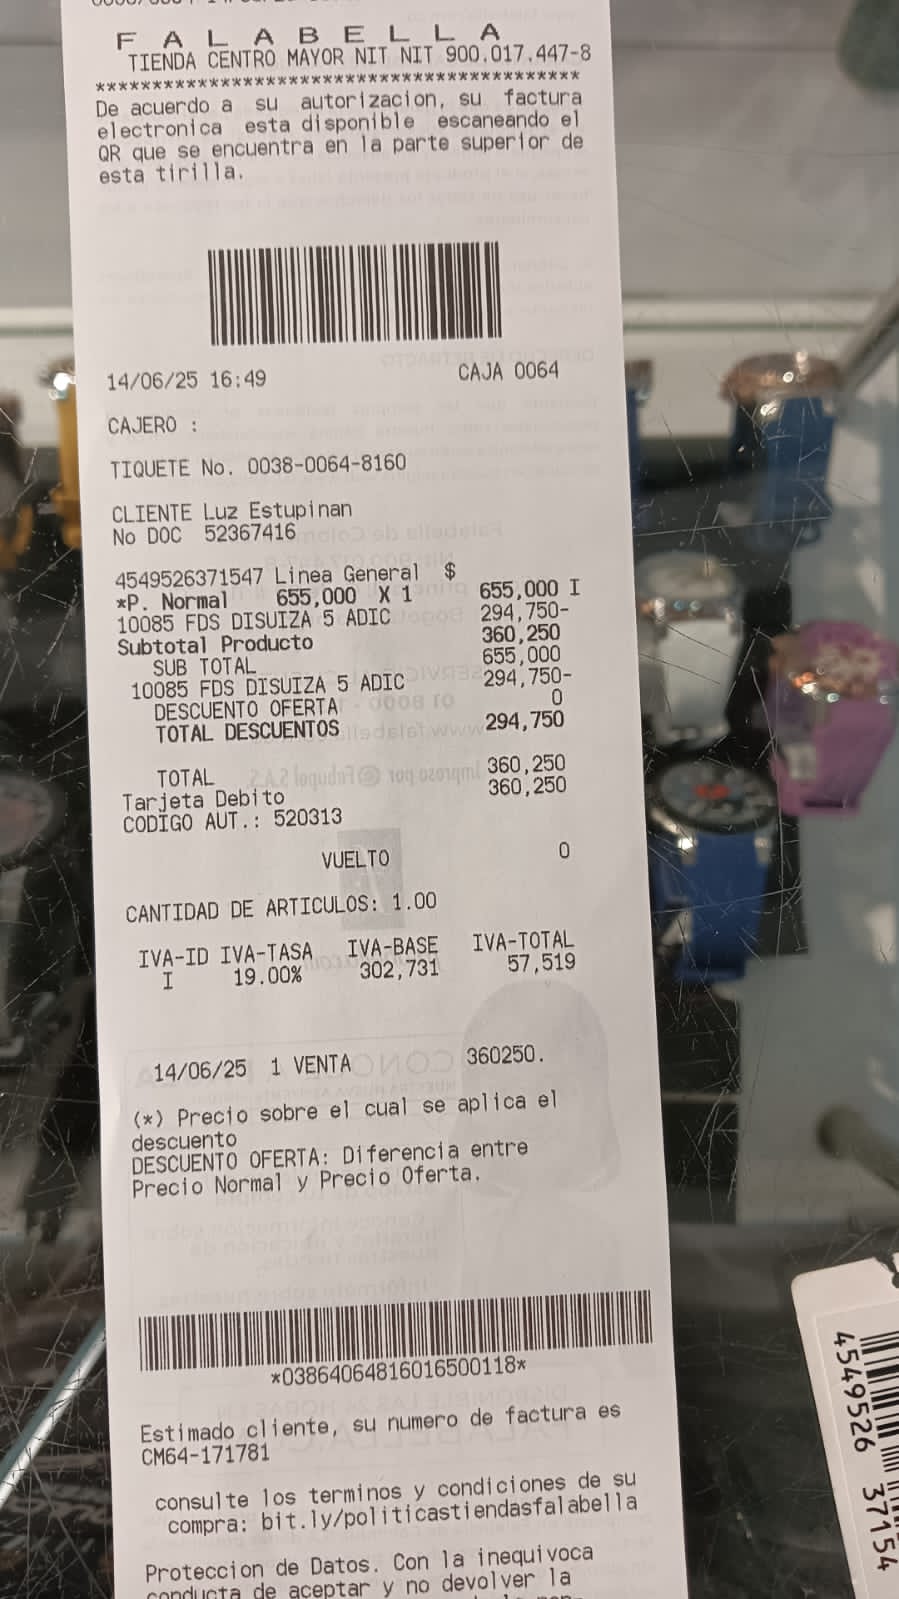 F A L A B E L L A
TIENDA CENTRO MAYOR NIT NIT 900.017.447-8
*******************************************
De acuerdo a su autorizacion, su factura
electronica esta disponible escaneando el
QR que se encuentra en la parte superior de
esta tirilla.
14/06/25 16:49 CAJA 0064
CAJERO :
TIQUETE No. 0038-0064-8160
CLIENTE Luz Estupinan
No DOC 52367416
4549526371547 Linea General $
*P. Normal 655,000 X 1 655,000 I
10085 FDS DISUIZA 5 ADIC 294,750-
Subtotal Producto 360,250
SUB TOTAL 655,000
10085 FDS DISUIZA 5 ADIC 294,750-
DESCUENTO OFERTA 0
TOTAL DESCUENTOS 294,750
TOTAL 360,250
Tarjeta Debito 360,250
CODIGO AUT.: 520313
VUELTO 0
CANTIDAD DE ARTICULOS: 1.00
IVA-ID IVA-TASA IVA-BASE IVA-TOTAL
I 19.00% 302,731 57,519
14/06/25 1 VENTA 360250.
(*) Precio sobre el cual se aplica el
descuento
DESCUENTO OFERTA: Diferencia entre
Precio Normal y Precio Oferta.
*03864064816016500118*
Estimado cliente, su numero de factura es
CM64-171781
consulte los terminos y condiciones de su
compra: bit.ly/politicastiendasfalabella
Proteccion de Datos. Con la inequivoca
conducta de aceptar y no devolver la
4549526 37154